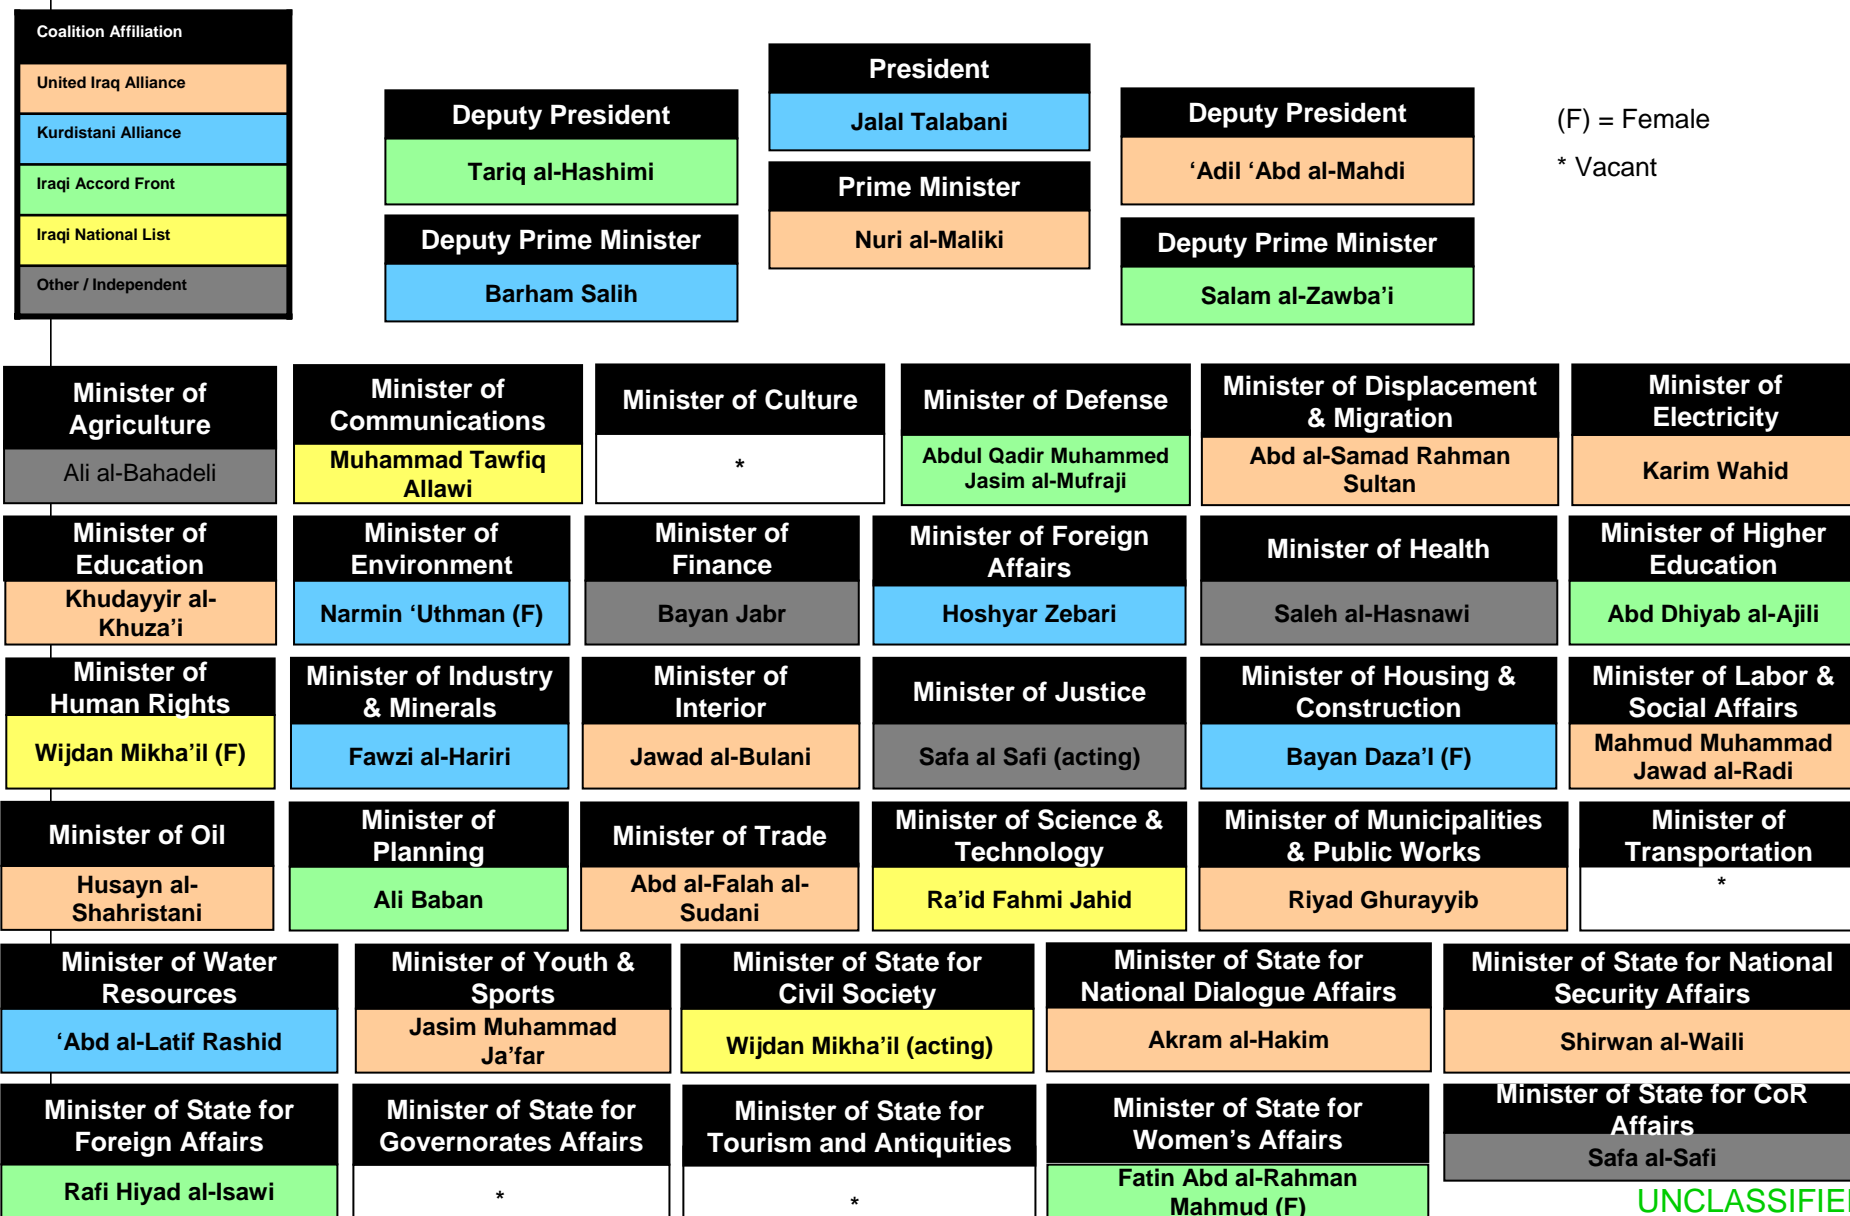 Coalition Affiliation
United Iraq Alliance
Kurdistani Alliance
Iraqi Accord Front
Iraqi National List
Other / Independent
President
Jalal Talabani
Deputy President
Tariq al-Hashimi
Deputy President
‘Adil ‘Abd al-Mahdi
(F) = Female
* Vacant
Prime Minister
Nuri al-Maliki
Deputy Prime Minister
Barham Salih
Deputy Prime Minister
Salam al-Zawba’i
Minister of
Agriculture
Ali al-Bahadeli
Minister of
Communications
Muhammad Tawfiq
Allawi
Minister of Culture
*
Minister of Defense
Abdul Qadir Muhammed
Jasim al-Mufraji
Minister of Displacement
& Migration
Abd al-Samad Rahman
Sultan
Minister of
Electricity
Karim Wahid
Minister of
Education
Khudayyir al-
Khuza’i
Minister of
Environment
Narmin ‘Uthman (F)
Minister of
Finance
Bayan Jabr
Minister of Foreign
Affairs
Hoshyar Zebari
Minister of Health
Saleh al-Hasnawi
Minister of Higher
Education
Abd Dhiyab al-Ajili
Minister of
Human Rights
Wijdan Mikha’il (F)
Minister of Industry
& Minerals
Fawzi al-Hariri
Minister of
Interior
Jawad al-Bulani
Minister of Justice
Safa al Safi (acting)
Minister of Housing &
Construction
Bayan Daza’I (F)
Minister of Labor &
Social Affairs
Mahmud Muhammad
Jawad al-Radi
Minister of Oil
Husayn al-
Shahristani
Minister of
Planning
Ali Baban
Minister of Trade
Abd al-Falah al-
Sudani
Minister of Science &
Technology
Ra’id Fahmi Jahid
Minister of Municipalities
& Public Works
Riyad Ghurayyib
Minister of
Transportation
*
Minister of Water
Resources
‘Abd al-Latif Rashid
Minister of Youth &
Sports
Jasim Muhammad
Ja’far
Minister of State for
Civil Society
Wijdan Mikha’il (acting)
Minister of State for
National Dialogue Affairs
Akram al-Hakim
Minister of State for National
Security Affairs
Shirwan al-Waili
Minister of State for
Foreign Affairs
Rafi Hiyad al-Isawi
Minister of State for
Governorates Affairs
*
Minister of State for
Tourism and Antiquities
*
Minister of State for
Women’s Affairs
Fatin Abd al-Rahman
Mahmud (F)
Minister of State for CoR
Affairs
Safa al-Safi
UNCLASSIFIE